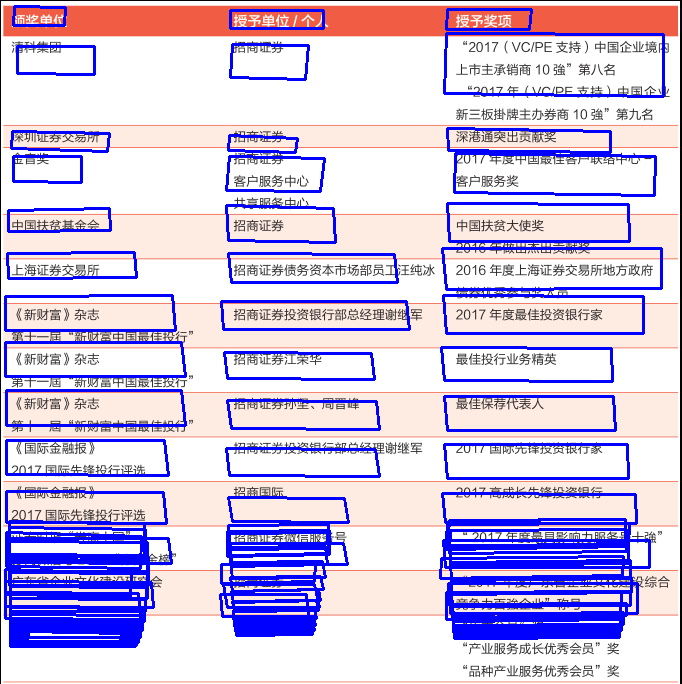 颁奖单位 授予单位 / 个人 授予奖项
清科集团 招商证券 “2017（VC/PE 支持）中国企业境内
上市主承销商 10 強”第八名
“2017 年（VC/PE 支持）中国企业
新三板掛牌主办券商 10 強”第九名
深圳证券交易所 招商证券 深港通突出贡献奖
金音奖 招商证券 2017 年度中国最佳客户联络中心－
客户服务中心 客户服务奖
共享服务中心
中国扶贫基金会 招商证券 中国扶贫大使奖
2016 年做出杰出贡献奖
上海证券交易所 招商证券债务资本市场部员工汪纯冰 2016 年度上海证券交易所地方政府
债券优秀参与奖人员
《新财富》杂志 招商证券投资银行部总经理谢继军 2017 年度最佳投资银行家
第十一届“新财富中国最佳投行”
《新财富》杂志 招商证券江荣华 最佳投行业务精英
第十一届“新财富中国最佳投行”
《新财富》杂志 招商证券孙坚、周晋峰 最佳保荐代表人
第十一届“新财富中国最佳投行”
《国际金融报》 招商证券投资银行部总经理谢继军 2017 国际先锋投资银行家
2017 国际先锋投行评选
《国际金融报》 招商国际 2017 高成长先锋投资银行
2017 国际先锋投行评选
招商证券微信服务号 “2017 年度最具影响力服务号十強”
“产业服务成长优秀会员”奖
“品种产业服务优秀会员”奖